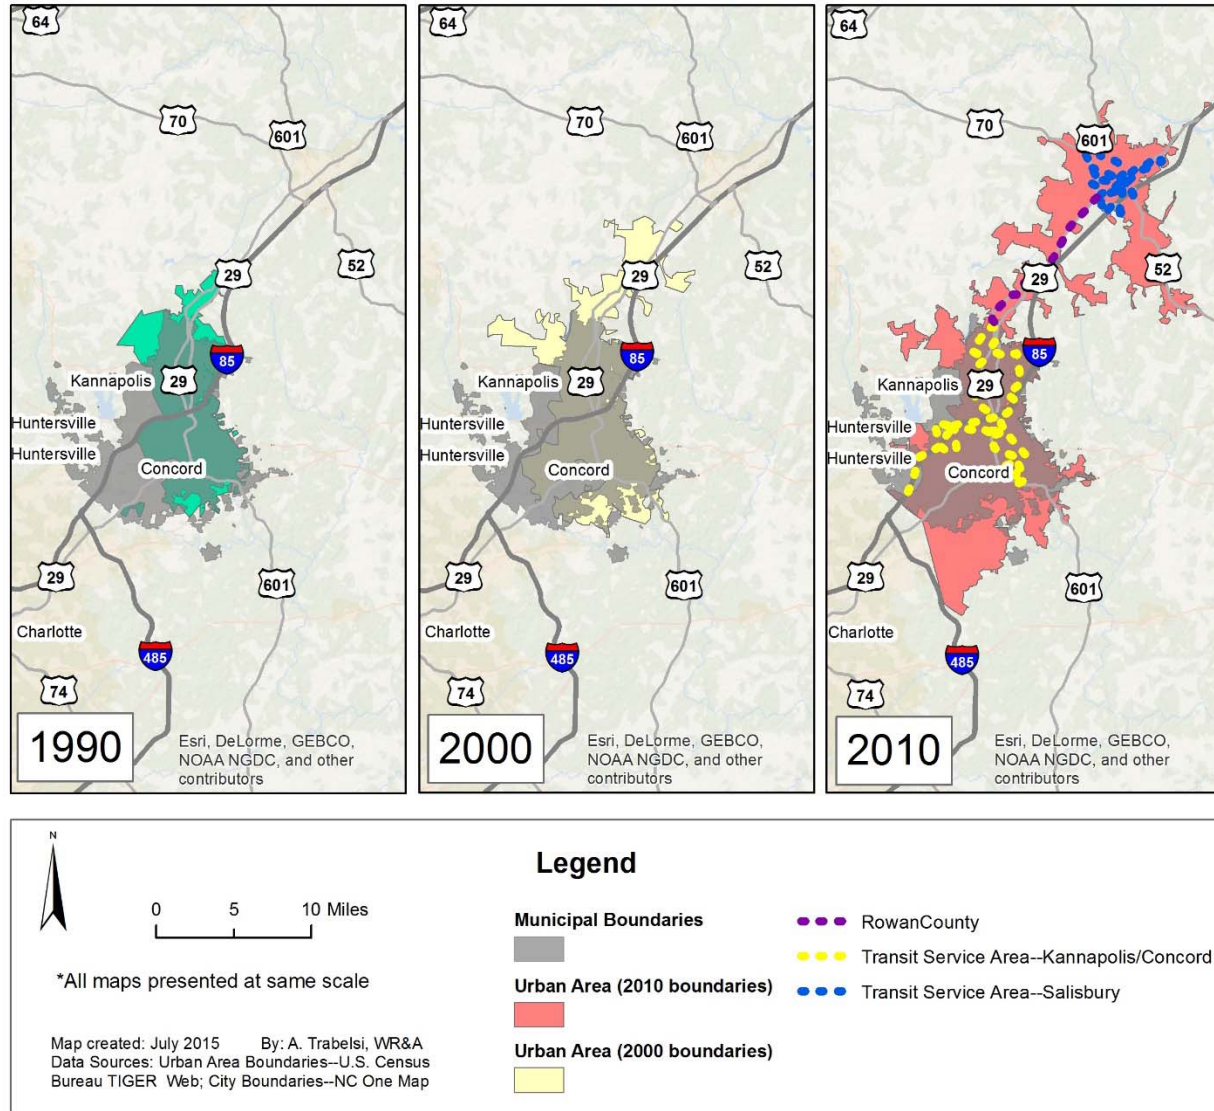 64
70
601
29
52
85
Kannapolis
29
Huntersville
Huntersville
Concord
29
601
Charlotte
485
74
1990
Esri, DeLorme, GEBCO,
NOAA NGDC, and other
contributors
64
70
601
29
52
85
Kannapolis
29
Huntersville
Huntersville
Concord
29
601
Charlotte
485
74
2000
Esri, DeLorme, GEBCO,
NOAA NGDC, and other
contributors
64
70
601
29
52
85
Kannapolis
29
Huntersville
Huntersville
Concord
29
601
Charlotte
485
74
2010
Esri, DeLorme, GEBCO,
NOAA NGDC, and other
contributors
N
0 5 10 Miles
*All maps presented at same scale
Map created: July 2015 By: A. Trabelsi, WR&A
Data Sources: Urban Area Boundaries--U.S. Census
Bureau TIGER Web; City Boundaries--NC One Map
Legend
Municipal Boundaries
Urban Area (2010 boundaries)
Urban Area (2000 boundaries)
RowanCounty
Transit Service Area--Kannapolis/Concord
Transit Service Area--Salisbury